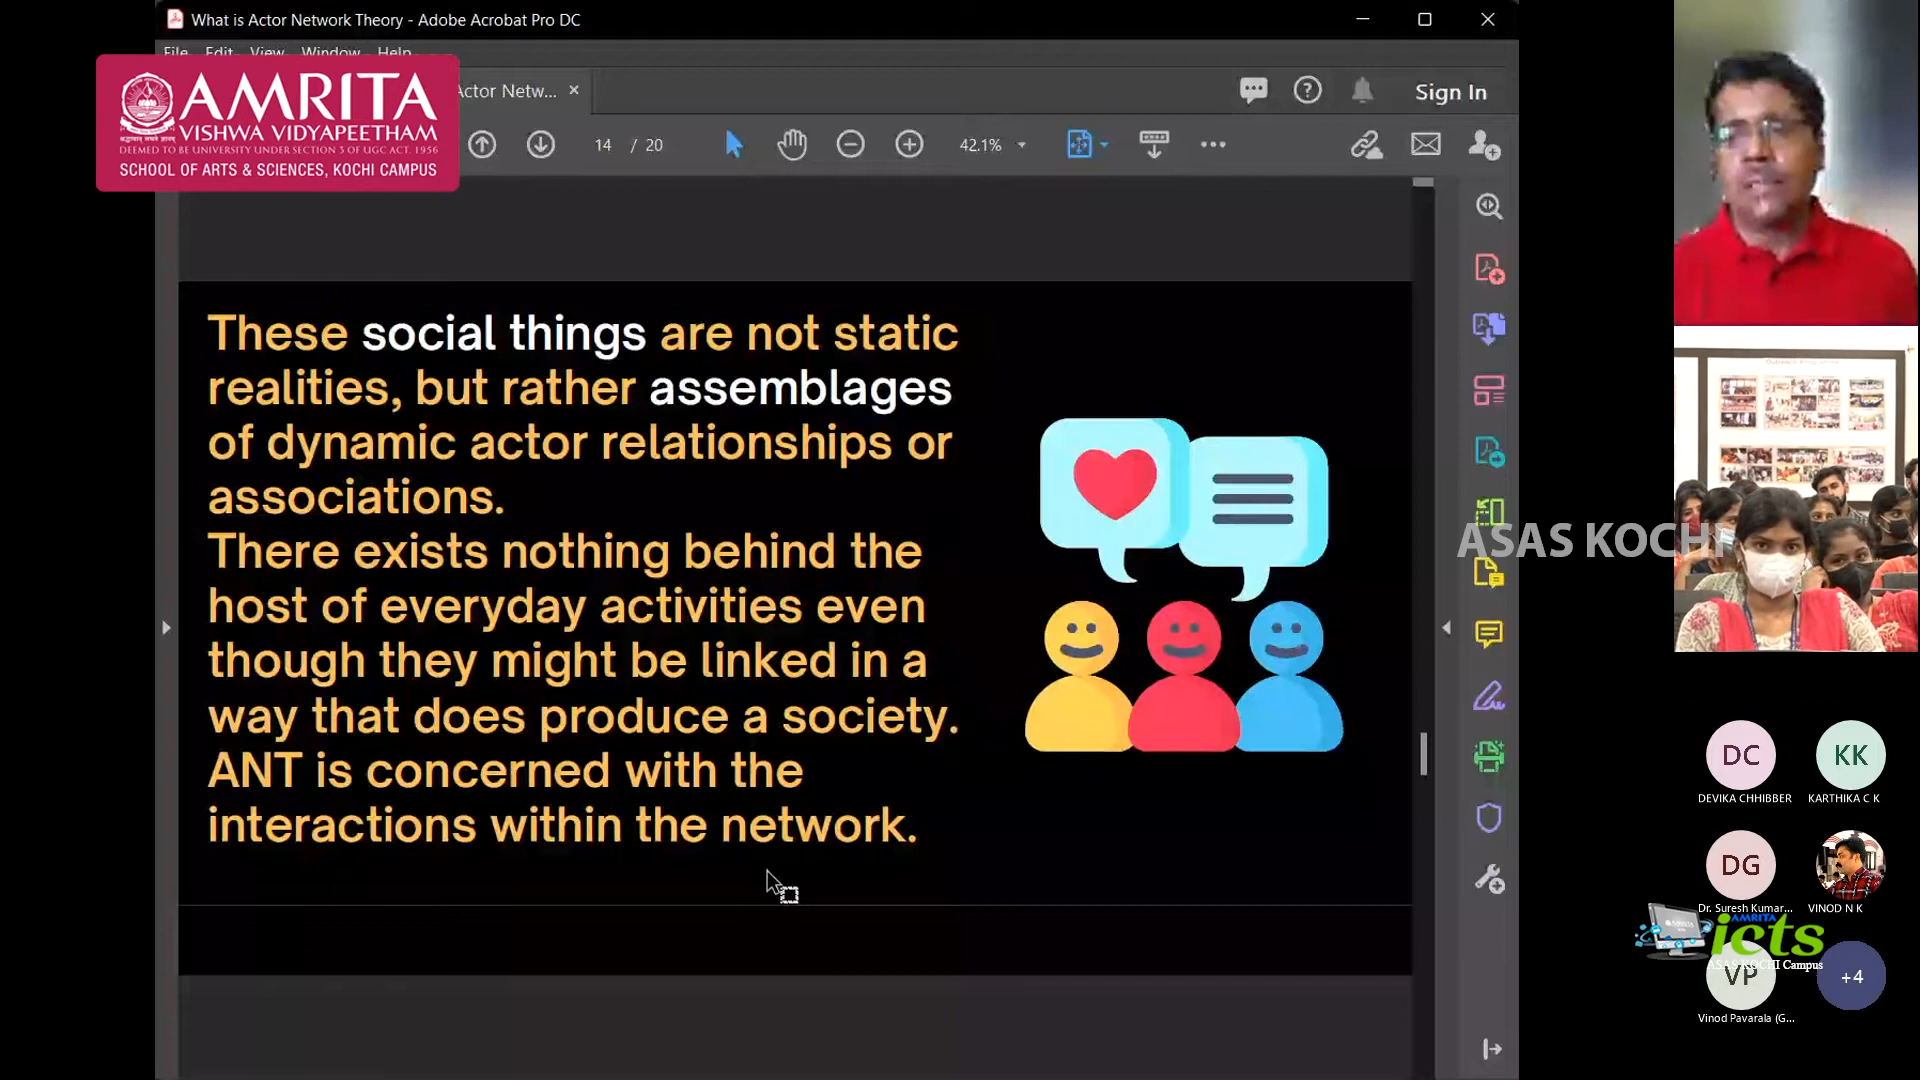 What is Actor Network Theory - Adobe Acrobat Pro DC
File Edit View Window Help
AMRITA
VISHWA VIDYAPEETHAM
DEEMED TO BE UNIVERSITY UNDER SECTION 3 OF UGC ACT. 1956
SCHOOL OF ARTS & SCIENCES, KOCHI CAMPUS
Actor Netw...
Sign In
14 / 20
42.1%
These social things are not static
realities, but rather assemblages
of dynamic actor relationships or
associations.
There exists nothing behind the
host of everyday activities even
though they might be linked in a
way that does produce a society.
ANT is concerned with the
interactions within the network.
ASAS KOCHI
DC
KK
DEVIKA CHHIBBER
KARTHIKA C K
DG
Dr. Suresh Kumar...
VINOD N K
AMRITA
icts
ASAS KOCHI Campus
VP
+4
Vinod Pavarala (G...